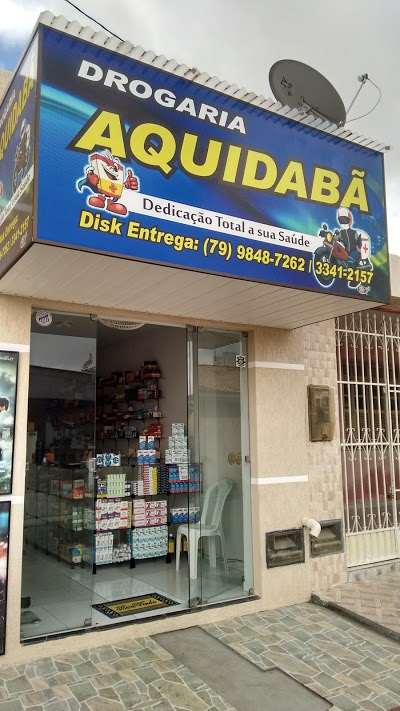 DROGARIA
AQUIDABÃ
Dedicação Total a sua Saúde
Disk Entrega: (79) 9848-7262 / 3341-2157